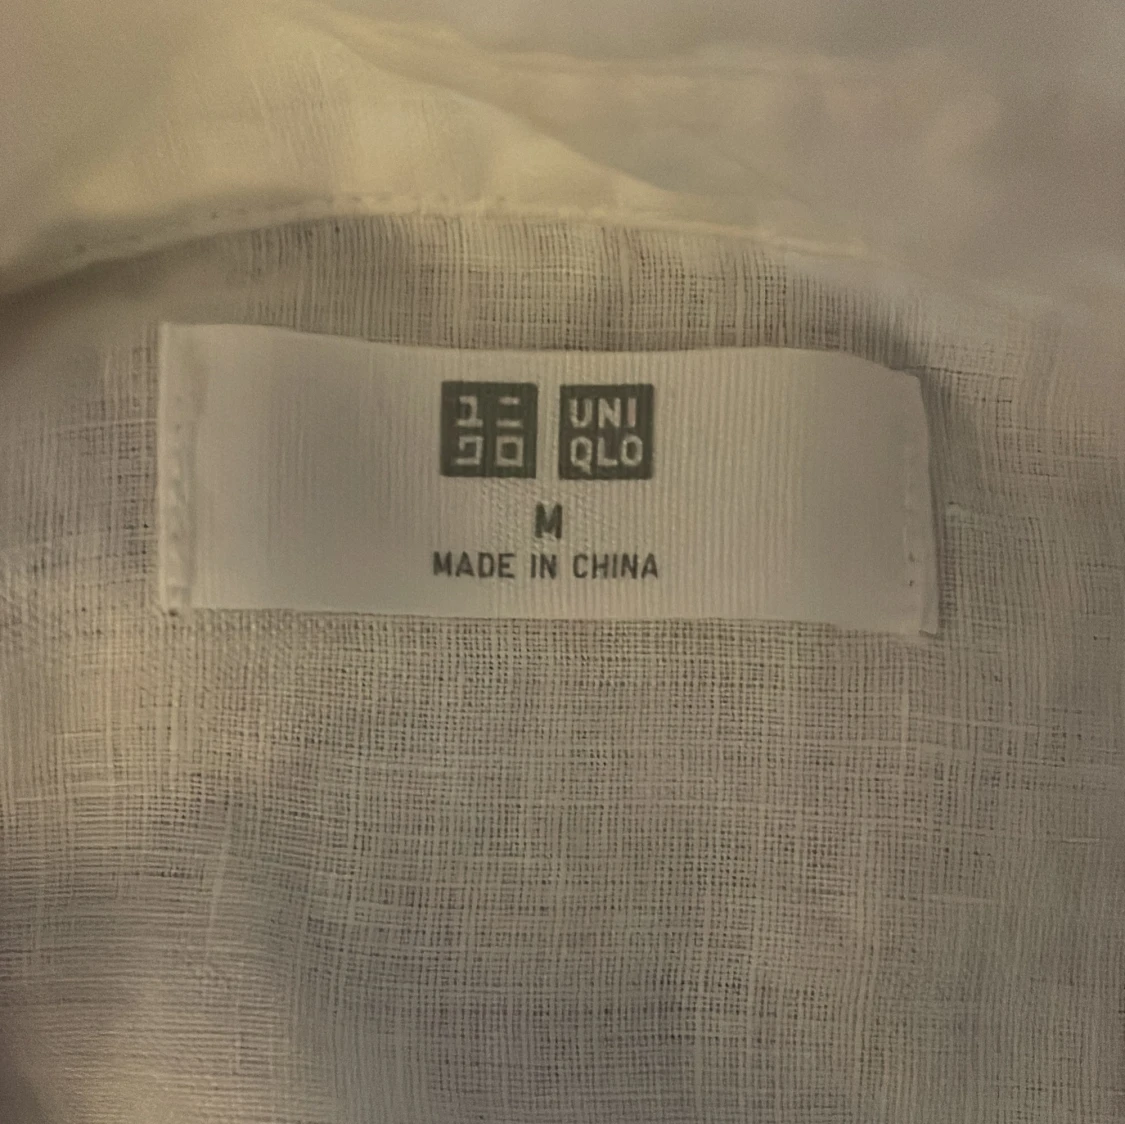 ユニ UNI
クロ QLO
M
MADE IN CHINA